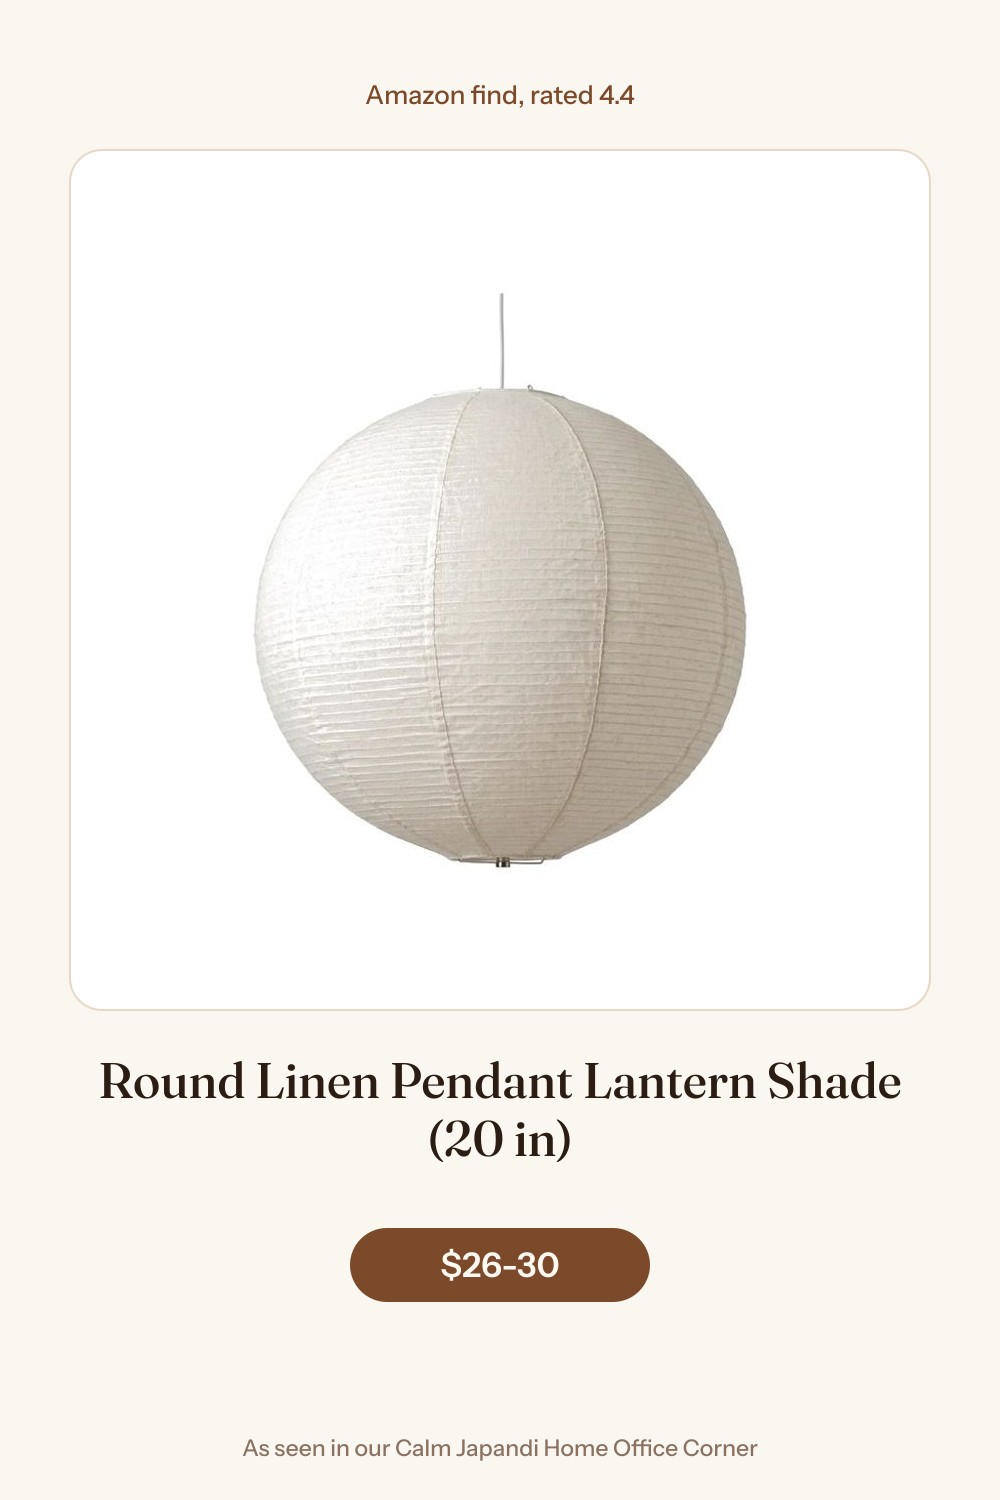 Amazon find, rated 4.4
Round Linen Pendant Lantern Shade
(20 in)
$26-30
As seen in our Calm Japandi Home Office Corner